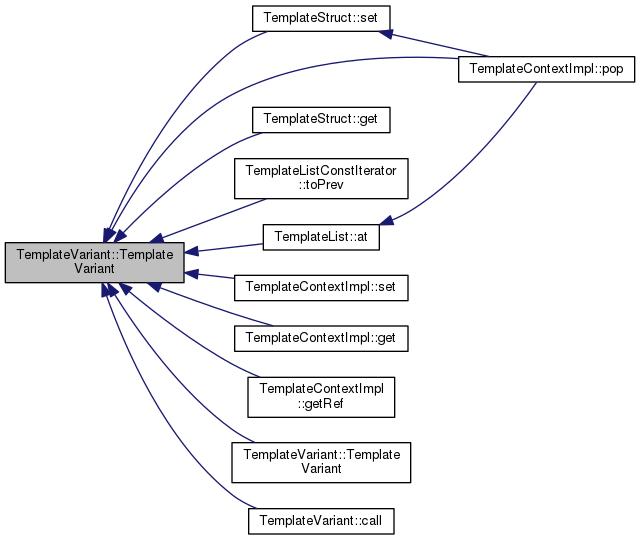 TemplateStruct::set
TemplateContextImpl::pop
TemplateStruct::get
TemplateListConstIterator
::toPrev
TemplateList::at
TemplateVariant::Template
Variant
TemplateContextImpl::set
TemplateContextImpl::get
TemplateContextImpl
::getRef
TemplateVariant::Template
Variant
TemplateVariant::call